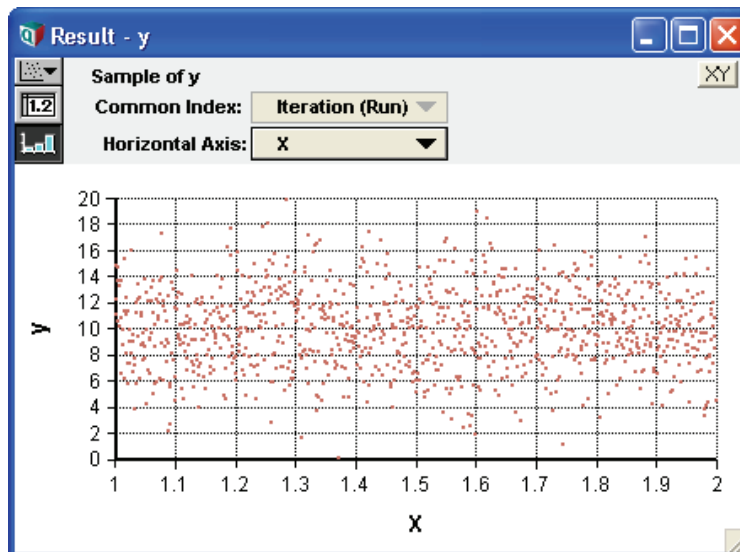 Result - y
Sample of y
XY
Common Index: Iteration (Run)
1.2
Horizontal Axis: X
20
18
16
14
12
10
8
6
4
2
0
y
1 1.1 1.2 1.3 1.4 1.5 1.6 1.7 1.8 1.9 2
X